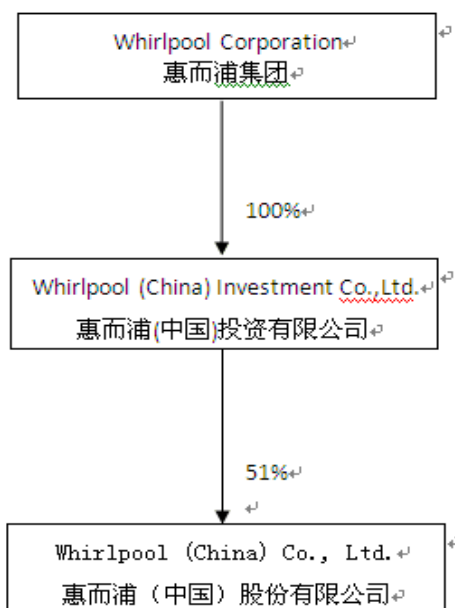 Whirlpool Corporation
惠而浦集团
100%
Whirlpool (China) Investment Co.,Ltd.
惠而浦(中国)投资有限公司
51%
Whirlpool (China) Co., Ltd.
惠而浦（中国）股份有限公司